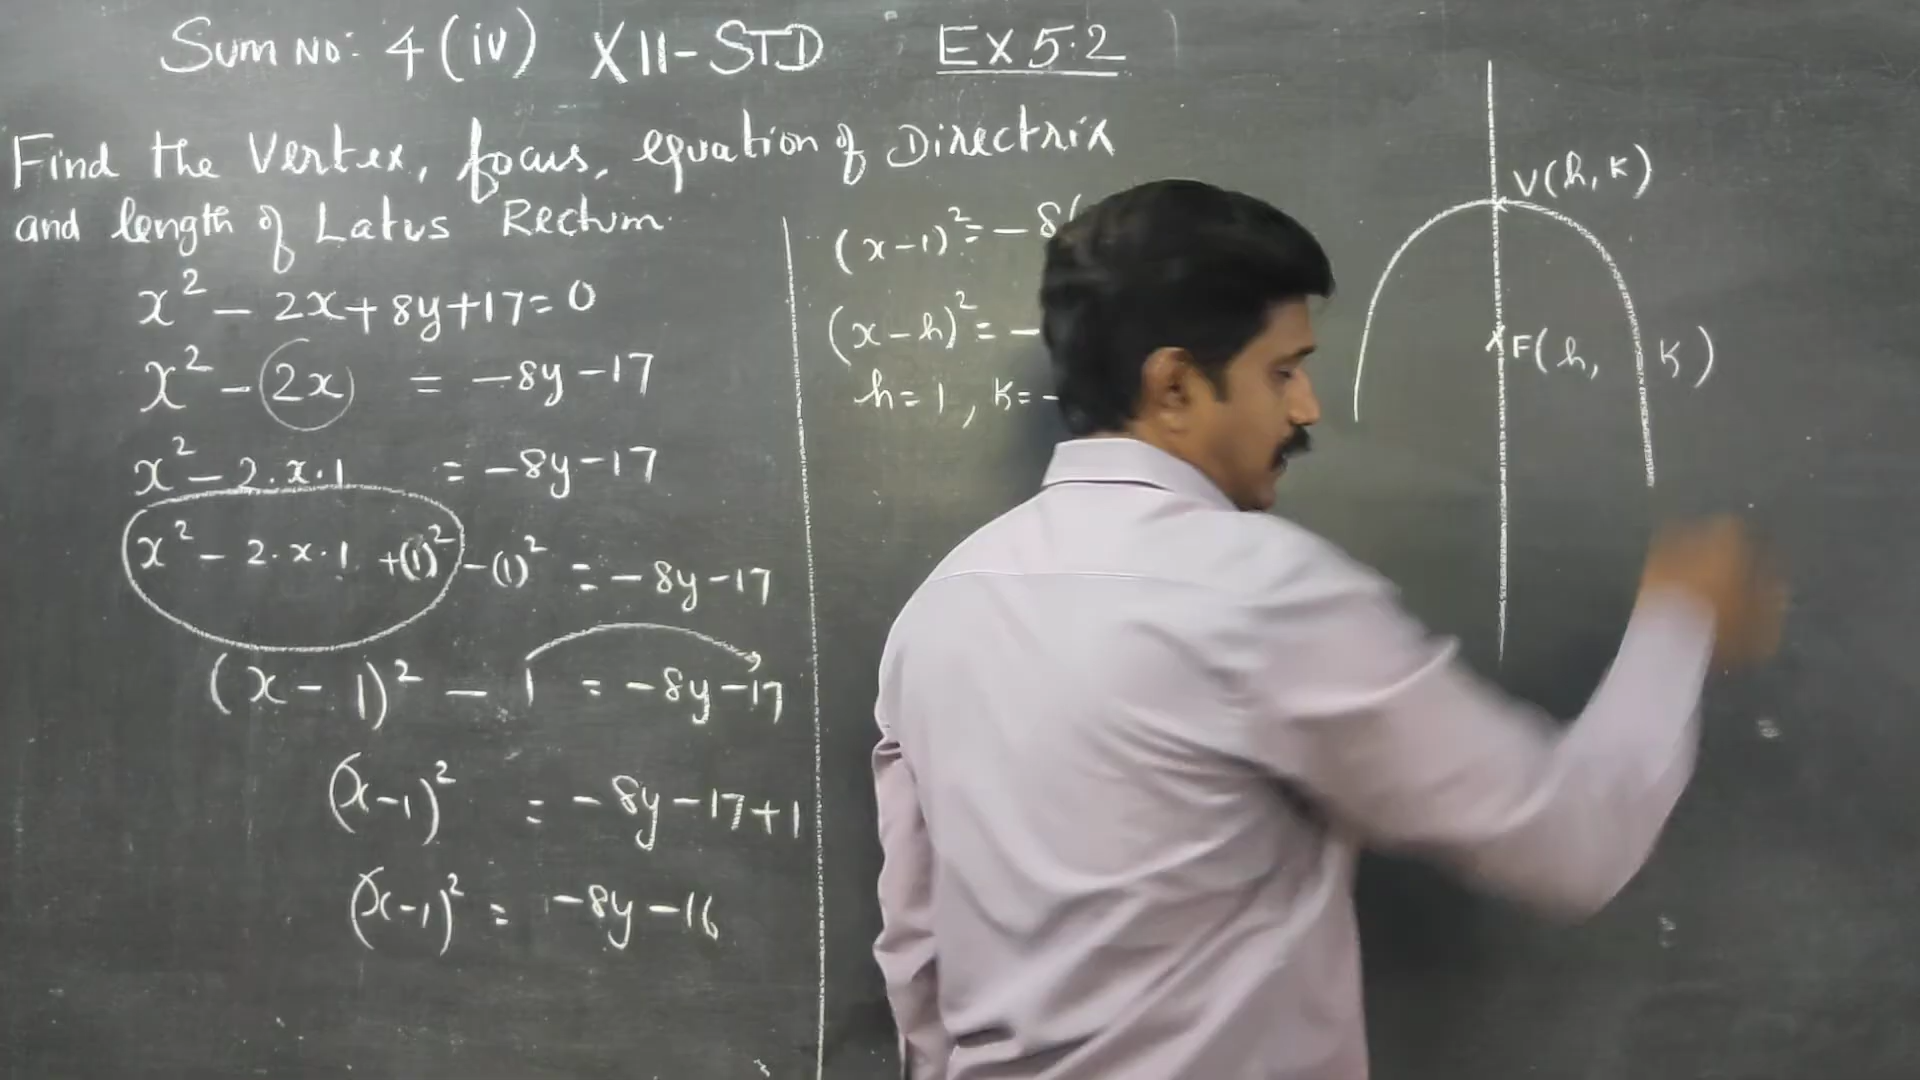 Sum No: 4 (iv) XII-STD EX 5.2
Find the Vertex, focus, equation of Directrix
and length of Latus Rectum.
x² - 2x + 8y + 17 = 0
x² - 2x = -8y - 17
x² - 2.x.1 = -8y - 17
x² - 2.x.1 + (1)² - (1)² = -8y - 17
(x - 1)² - 1 = -8y - 17
(x - 1)² = -8y - 17 + 1
(x - 1)² = -8y - 16
(x - 1)² = -8(
(x - h)² = -
h = 1, k = -
V(h, k)
F(h, k)